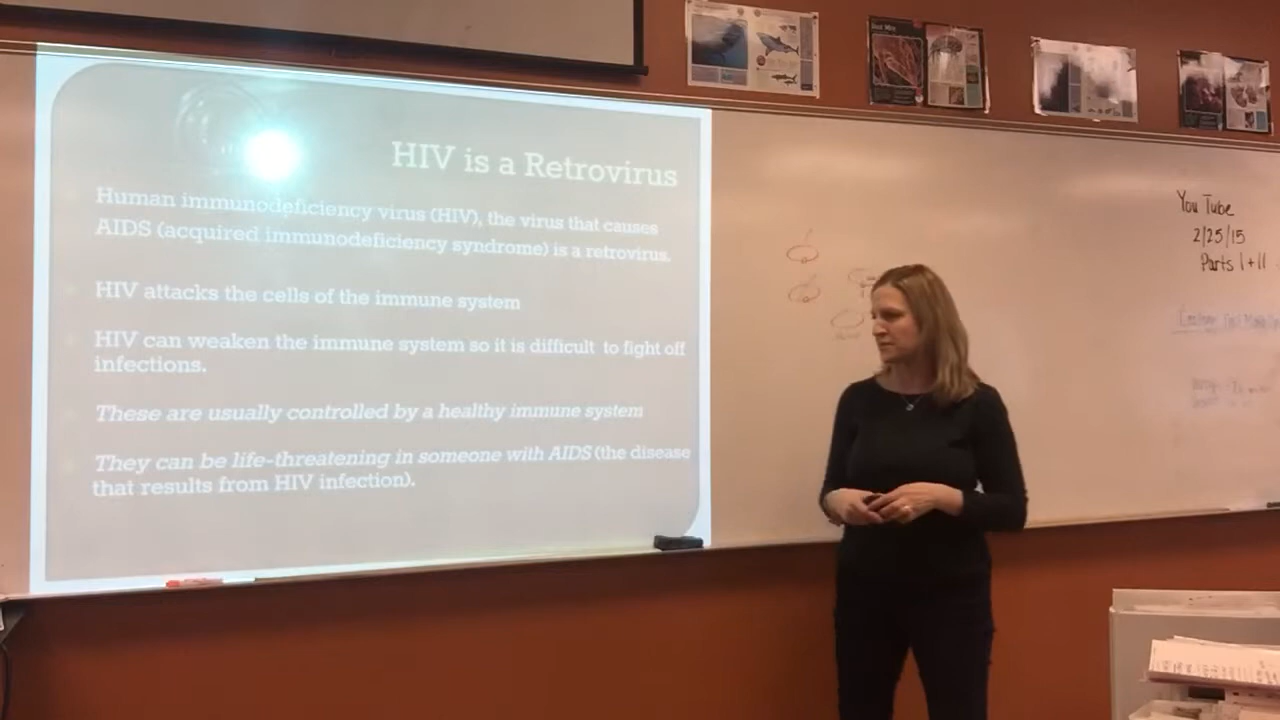 HIV is a Retrovirus
Human immunodeficiency virus (HIV), the virus that causes
AIDS (acquired immunodeficiency syndrome) is a retrovirus.
HIV attacks the cells of the immune system
HIV can weaken the immune system so it is difficult to fight off
infections.
These are usually controlled by a healthy immune system
They can be life-threatening in someone with AIDS (the disease
that results from HIV infection).
You Tube
2/25/15
Parts I + II